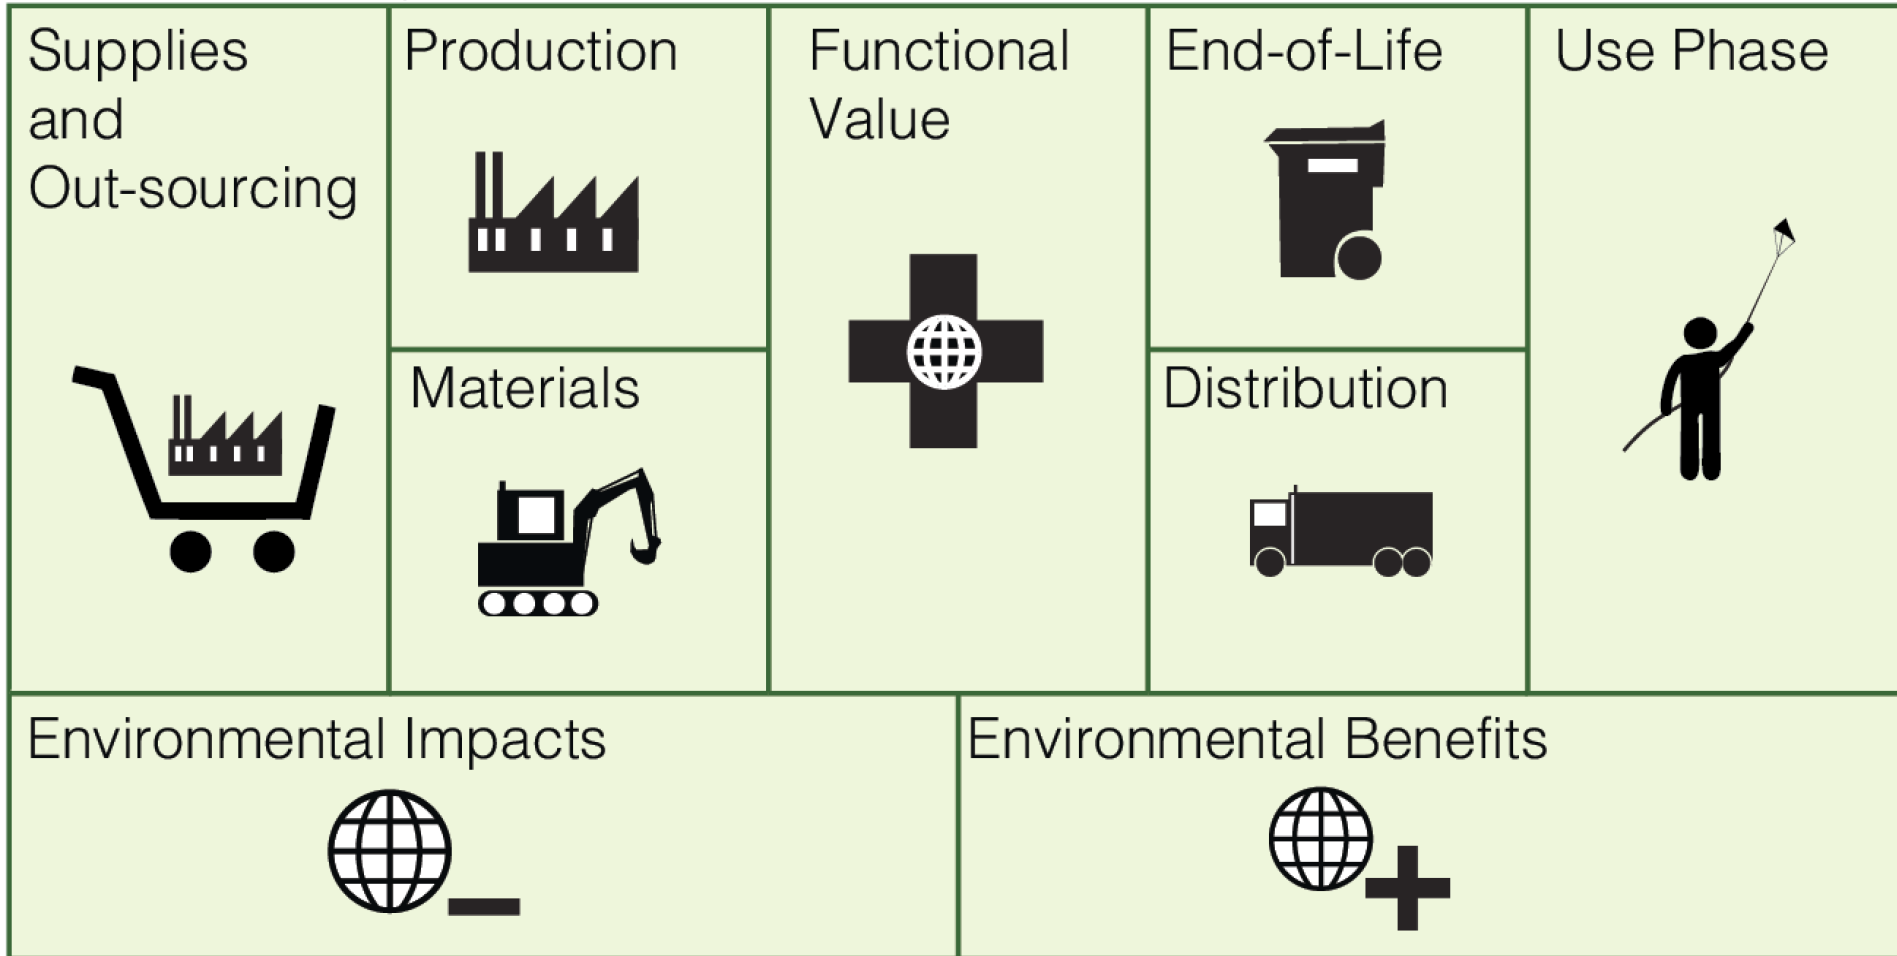 Supplies
and
Out-sourcing
Production
Materials
Functional
Value
End-of-Life
Distribution
Use Phase
Environmental Impacts
Environmental Benefits